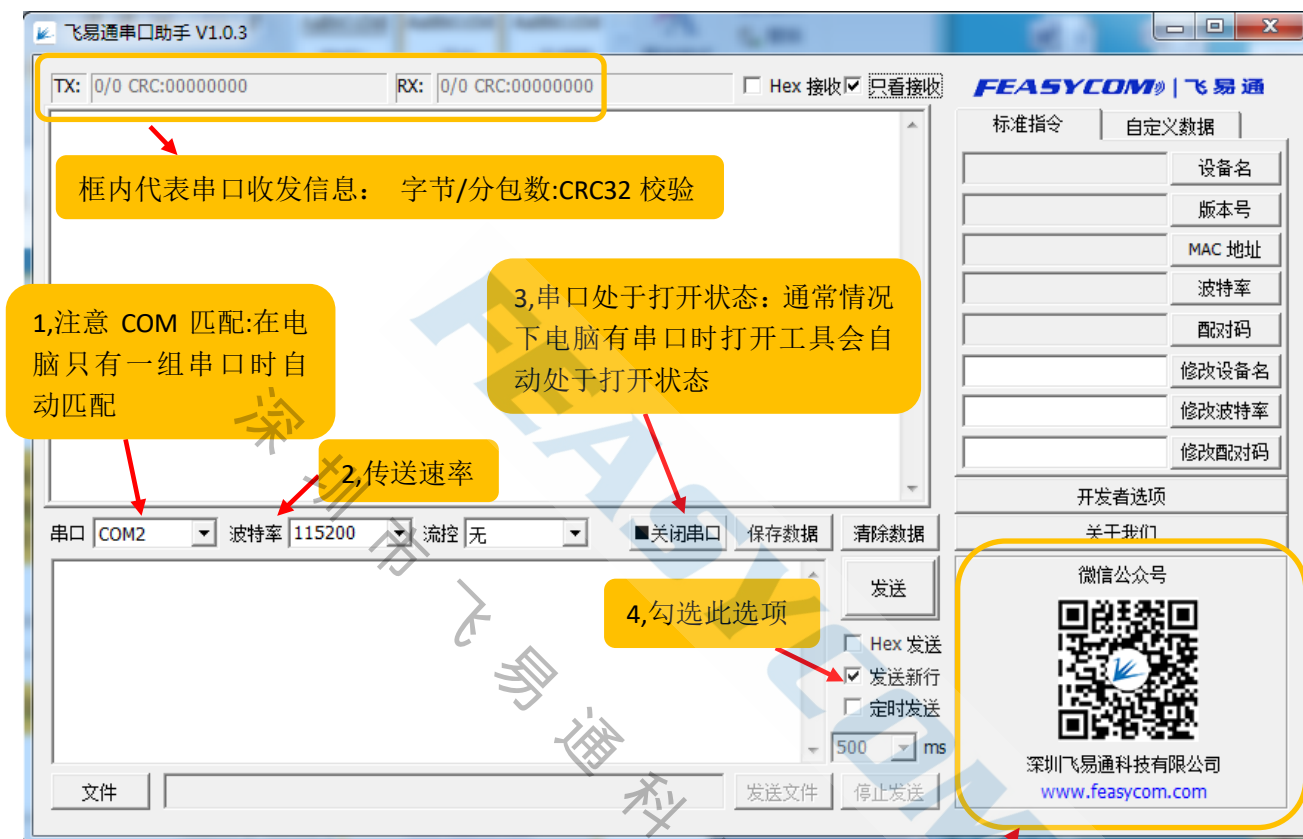 飞易通串口助手 V1.0.3
TX: 0/0 CRC:00000000 RX: 0/0 CRC:00000000 Hex 接收 只看接收
FEASYCOM | 飞易通
标准指令 自定义数据
框内代表串口收发信息： 字节/分包数:CRC32 校验
设备名
版本号
MAC 地址
波特率
配对码
修改设备名
修改波特率
修改配对码
1,注意 COM 匹配:在电
脑只有一组串口时自
动匹配
3,串口处于打开状态：通常情况
下电脑有串口时打开工具会自
动处于打开状态
2,传送速率
开发者选项
关于我们
串口 COM2 波特率 115200 流控 无 ■关闭串口 保存数据 清除数据
4,勾选此选项
发送
Hex 发送
发送新行
定时发送
500 ms
文件 发送文件 停止发送
微信公众号
深圳飞易通科技有限公司
www.feasycom.com
FEASYCOM
深圳市飞易通科